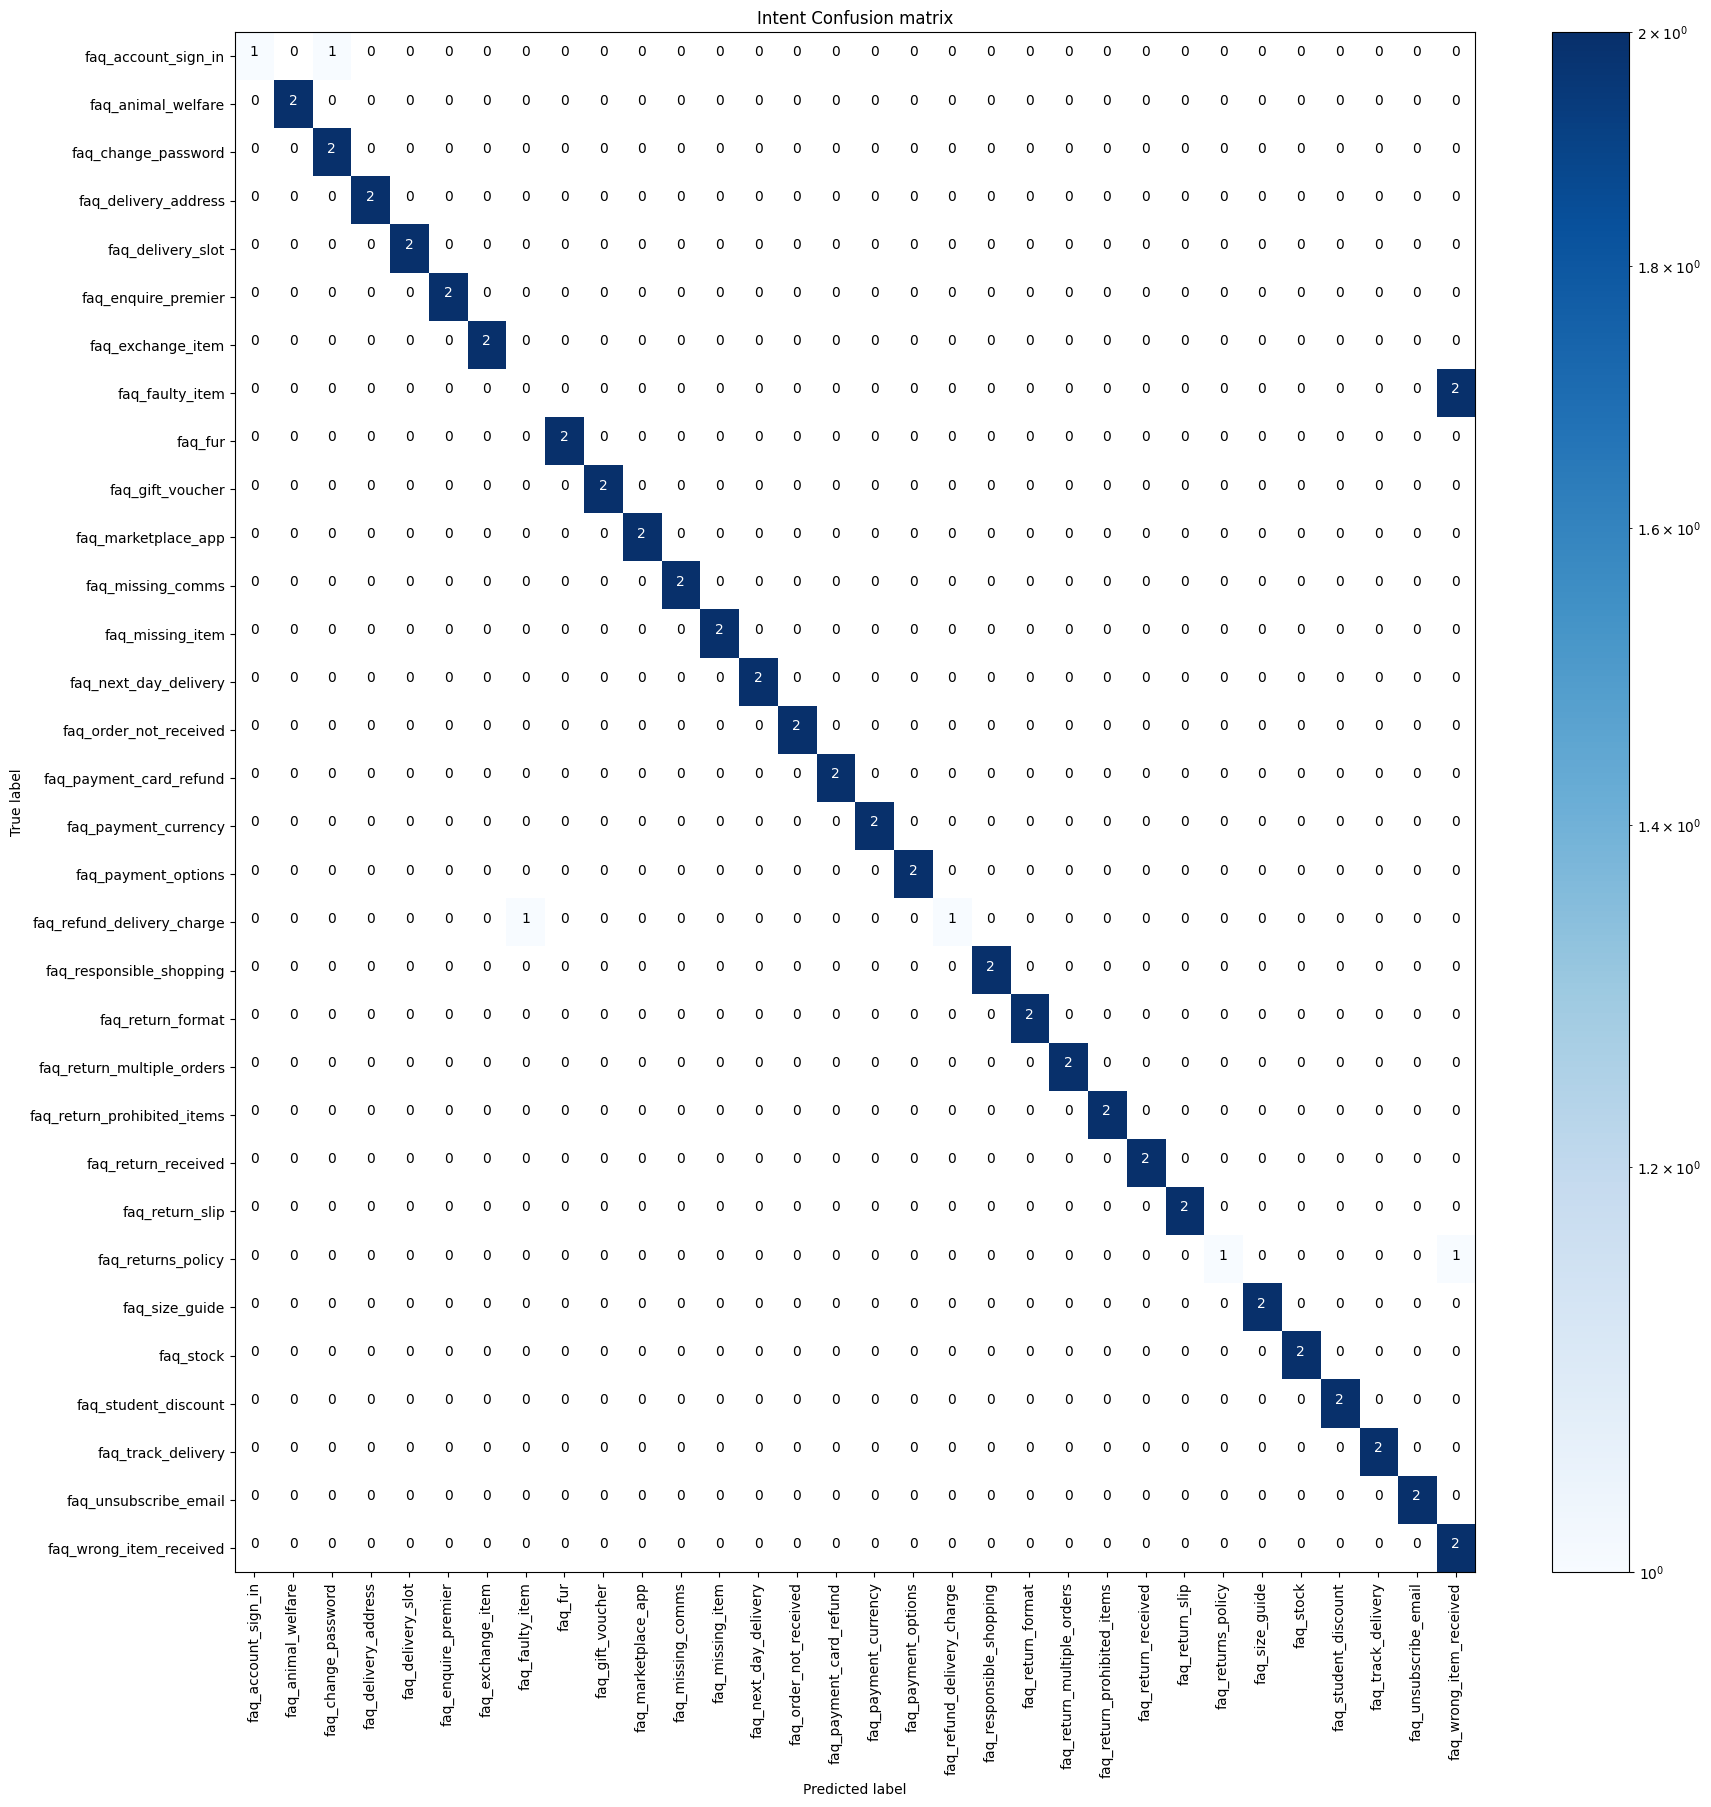 Intent Confusion matrix
faq_account_sign_in 1 0 1 0 0 0 0 0 0 0 0 0 0 0 0 0 0 0 0 0 0 0 0 0 0 0 0 0 0 0 0 0
faq_animal_welfare 0 2 0 0 0 0 0 0 0 0 0 0 0 0 0 0 0 0 0 0 0 0 0 0 0 0 0 0 0 0 0 0
faq_change_password 0 0 2 0 0 0 0 0 0 0 0 0 0 0 0 0 0 0 0 0 0 0 0 0 0 0 0 0 0 0 0 0
faq_delivery_address 0 0 0 2 0 0 0 0 0 0 0 0 0 0 0 0 0 0 0 0 0 0 0 0 0 0 0 0 0 0 0 0
faq_delivery_slot 0 0 0 0 2 0 0 0 0 0 0 0 0 0 0 0 0 0 0 0 0 0 0 0 0 0 0 0 0 0 0 0
faq_enquire_premier 0 0 0 0 0 2 0 0 0 0 0 0 0 0 0 0 0 0 0 0 0 0 0 0 0 0 0 0 0 0 0 0
faq_exchange_item 0 0 0 0 0 0 2 0 0 0 0 0 0 0 0 0 0 0 0 0 0 0 0 0 0 0 0 0 0 0 0 0
faq_faulty_item 0 0 0 0 0 0 0 0 0 0 0 0 0 0 0 0 0 0 0 0 0 0 0 0 0 0 0 0 0 0 0 2
faq_fur 0 0 0 0 0 0 0 0 2 0 0 0 0 0 0 0 0 0 0 0 0 0 0 0 0 0 0 0 0 0 0 0
faq_gift_voucher 0 0 0 0 0 0 0 0 0 2 0 0 0 0 0 0 0 0 0 0 0 0 0 0 0 0 0 0 0 0 0 0
faq_marketplace_app 0 0 0 0 0 0 0 0 0 0 2 0 0 0 0 0 0 0 0 0 0 0 0 0 0 0 0 0 0 0 0 0
faq_missing_comms 0 0 0 0 0 0 0 0 0 0 0 2 0 0 0 0 0 0 0 0 0 0 0 0 0 0 0 0 0 0 0 0
faq_missing_item 0 0 0 0 0 0 0 0 0 0 0 0 2 0 0 0 0 0 0 0 0 0 0 0 0 0 0 0 0 0 0 0
faq_next_day_delivery 0 0 0 0 0 0 0 0 0 0 0 0 0 2 0 0 0 0 0 0 0 0 0 0 0 0 0 0 0 0 0 0
faq_order_not_received 0 0 0 0 0 0 0 0 0 0 0 0 0 0 2 0 0 0 0 0 0 0 0 0 0 0 0 0 0 0 0 0
faq_payment_card_refund 0 0 0 0 0 0 0 0 0 0 0 0 0 0 0 2 0 0 0 0 0 0 0 0 0 0 0 0 0 0 0 0
faq_payment_currency 0 0 0 0 0 0 0 0 0 0 0 0 0 0 0 0 2 0 0 0 0 0 0 0 0 0 0 0 0 0 0 0
faq_payment_options 0 0 0 0 0 0 0 0 0 0 0 0 0 0 0 0 0 2 0 0 0 0 0 0 0 0 0 0 0 0 0 0
faq_refund_delivery_charge 0 0 0 0 0 0 0 1 0 0 0 0 0 0 0 0 0 0 1 0 0 0 0 0 0 0 0 0 0 0 0 0
faq_responsible_shopping 0 0 0 0 0 0 0 0 0 0 0 0 0 0 0 0 0 0 0 2 0 0 0 0 0 0 0 0 0 0 0 0
faq_return_format 0 0 0 0 0 0 0 0 0 0 0 0 0 0 0 0 0 0 0 0 2 0 0 0 0 0 0 0 0 0 0 0
faq_return_multiple_orders 0 0 0 0 0 0 0 0 0 0 0 0 0 0 0 0 0 0 0 0 0 2 0 0 0 0 0 0 0 0 0 0
faq_return_prohibited_items 0 0 0 0 0 0 0 0 0 0 0 0 0 0 0 0 0 0 0 0 0 0 2 0 0 0 0 0 0 0 0 0
faq_return_received 0 0 0 0 0 0 0 0 0 0 0 0 0 0 0 0 0 0 0 0 0 0 0 2 0 0 0 0 0 0 0 0
faq_return_slip 0 0 0 0 0 0 0 0 0 0 0 0 0 0 0 0 0 0 0 0 0 0 0 0 2 0 0 0 0 0 0 0
faq_returns_policy 0 0 0 0 0 0 0 0 0 0 0 0 0 0 0 0 0 0 0 0 0 0 0 0 0 1 0 0 0 0 0 1
faq_size_guide 0 0 0 0 0 0 0 0 0 0 0 0 0 0 0 0 0 0 0 0 0 0 0 0 0 0 2 0 0 0 0 0
faq_stock 0 0 0 0 0 0 0 0 0 0 0 0 0 0 0 0 0 0 0 0 0 0 0 0 0 0 0 2 0 0 0 0
faq_student_discount 0 0 0 0 0 0 0 0 0 0 0 0 0 0 0 0 0 0 0 0 0 0 0 0 0 0 0 0 2 0 0 0
faq_track_delivery 0 0 0 0 0 0 0 0 0 0 0 0 0 0 0 0 0 0 0 0 0 0 0 0 0 0 0 0 0 2 0 0
faq_unsubscribe_email 0 0 0 0 0 0 0 0 0 0 0 0 0 0 0 0 0 0 0 0 0 0 0 0 0 0 0 0 0 0 2 0
faq_wrong_item_received 0 0 0 0 0 0 0 0 0 0 0 0 0 0 0 0 0 0 0 0 0 0 0 0 0 0 0 0 0 0 0 2
True label
faq_account_sign_in
faq_animal_welfare
faq_change_password
faq_delivery_address
faq_delivery_slot
faq_enquire_premier
faq_exchange_item
faq_faulty_item
faq_fur
faq_gift_voucher
faq_marketplace_app
faq_missing_comms
faq_missing_item
faq_next_day_delivery
faq_order_not_received
faq_payment_card_refund
faq_payment_currency
faq_payment_options
faq_refund_delivery_charge
faq_responsible_shopping
faq_return_format
faq_return_multiple_orders
faq_return_prohibited_items
faq_return_received
faq_return_slip
faq_returns_policy
faq_size_guide
faq_stock
faq_student_discount
faq_track_delivery
faq_unsubscribe_email
faq_wrong_item_received
Predicted label
2 × 10⁰
1.8 × 10⁰
1.6 × 10⁰
1.4 × 10⁰
1.2 × 10⁰
10⁰